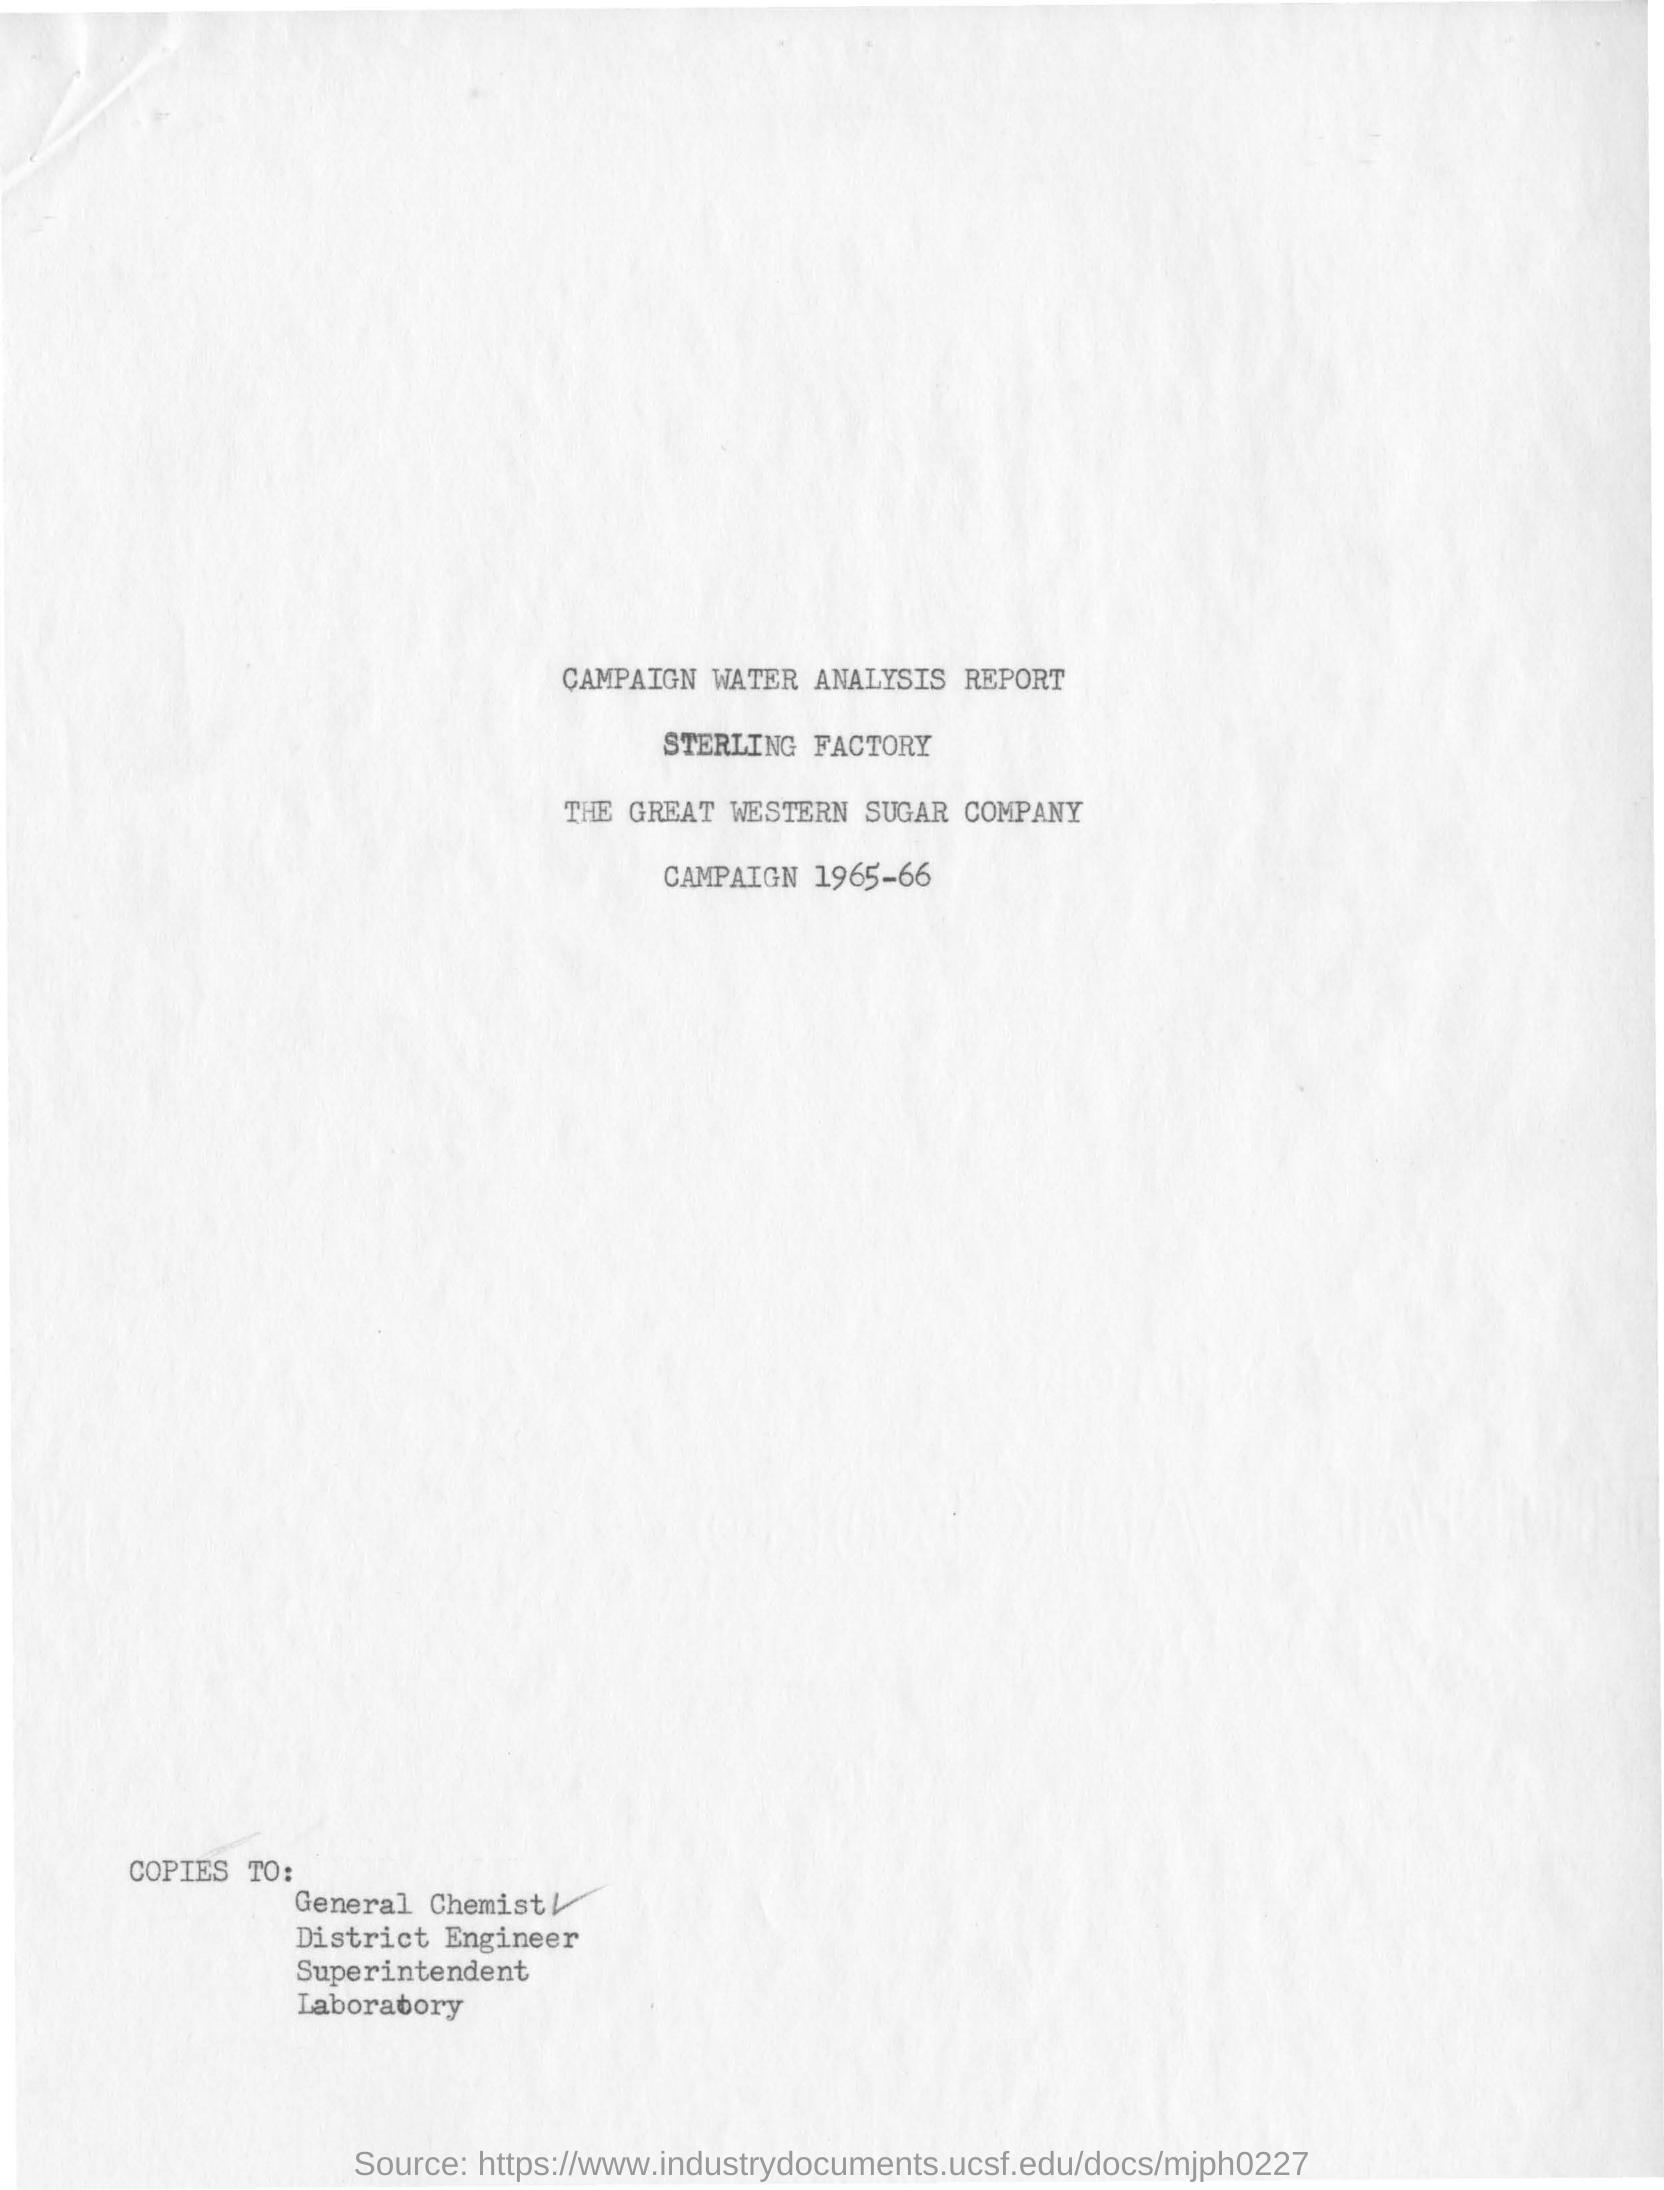 CAMPAIGN WATER ANALYSIS REPORT
STERLING FACTORY
THE GREAT WESTERN SUGAR COMPANY
CAMPAIGN 1965-66
COPIES TO:
General Chemist
District Engineer
Superintendent
Laboratory
Source: https://www.industrydocuments.ucsf.edu/docs/mjph0227